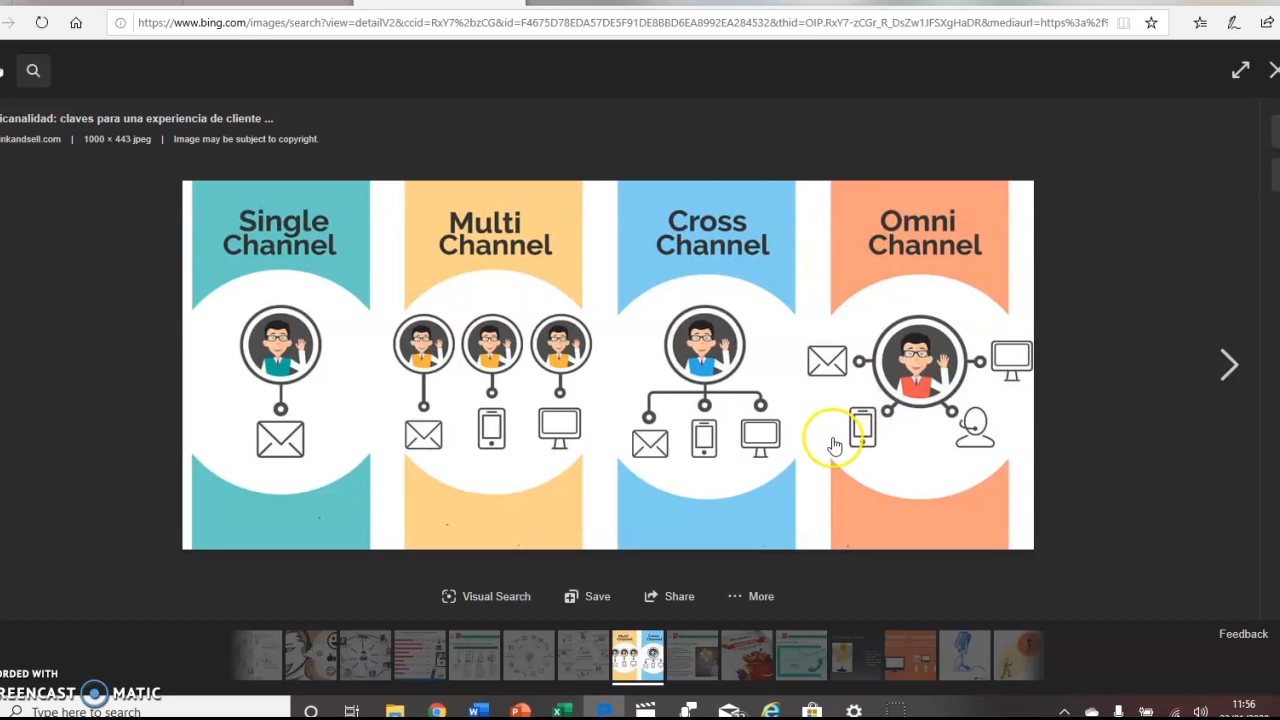 https://www.bing.com/images/search?view=detailV2&ccid=RxY7%2bzCG&id=F4675D78EDA57DE5F91DE8BBD6EA8992EA284532&thid=OIP.RxY7-zCGr_R_DsZw1JFSXgHaDR&mediaurl=https%3a%2f%
icanalidad: claves para una experiencia de cliente ...
inkandsell.com | 1000 × 443 jpeg | Image may be subject to copyright.
Single Channel
Multi Channel
Cross Channel
Omni Channel
Visual Search
Save
Share
··· More
Feedback
ORDED WITH
REENCAST MATIC
Type here to search
11:56